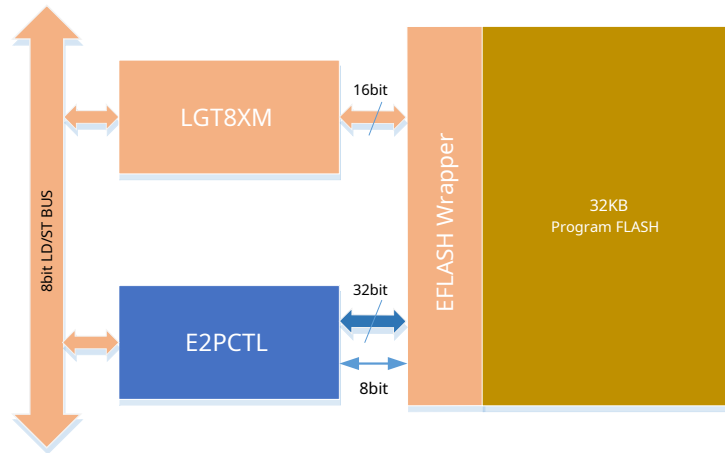 8bit LD/ST BUS
LGT8XM
16bit
EFLASH Wrapper
32KB
Program FLASH
E2PCTL
32bit
8bit